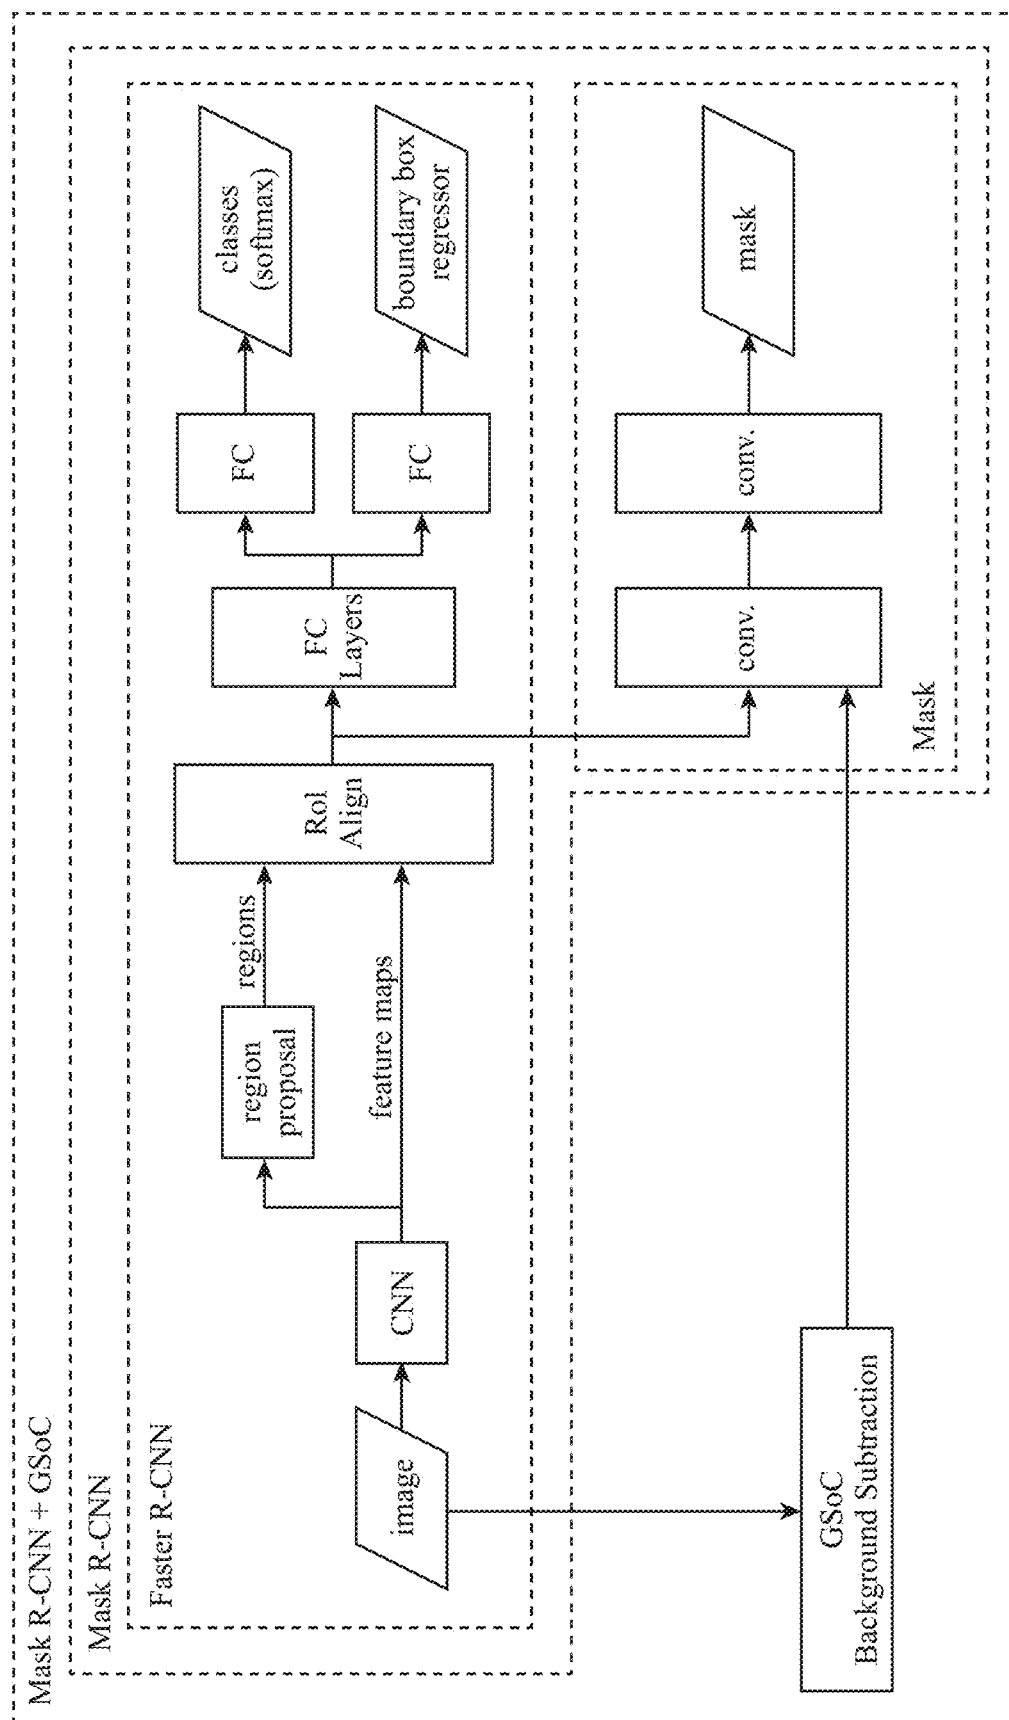 Mask R-CNN + GSoC
Mask R-CNN
Faster R-CNN
image
CNN
region
proposal
regions
feature maps
RoI
Align
FC
Layers
FC
classes
(softmax)
FC
boundary box
regressor
Mask
conv.
conv.
mask
GSoC
Background Subtraction